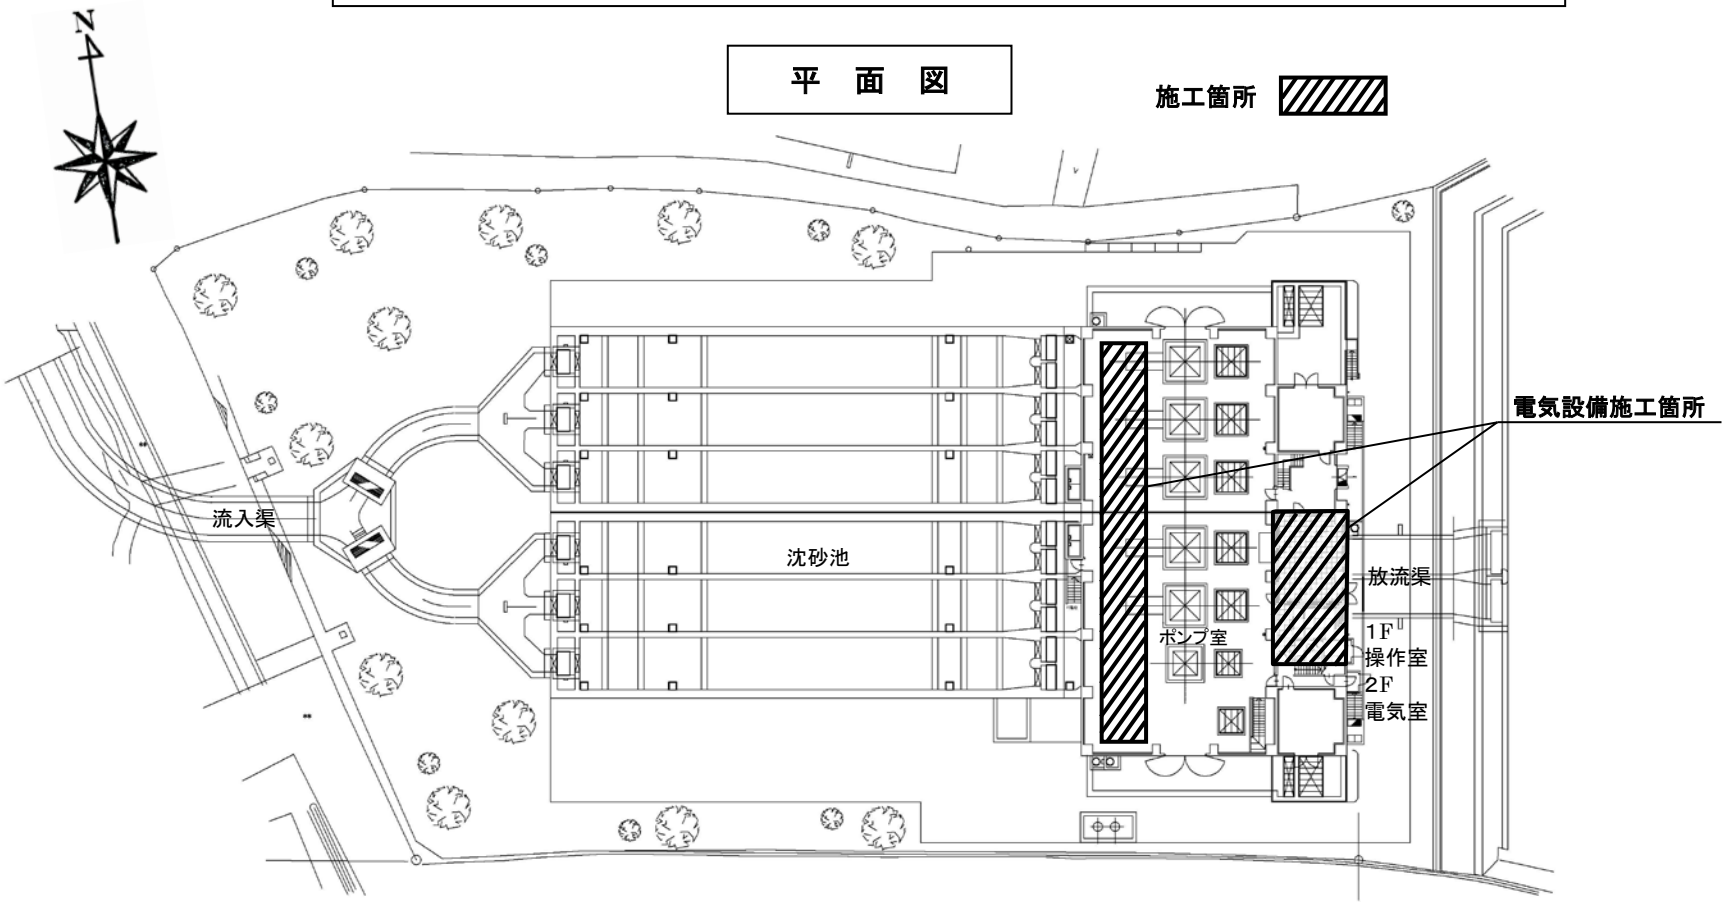 N
平 面 図
施工箇所
電気設備施工箇所
流入渠
沈砂池
放流渠
ポンプ室
1F
操作室
2F
電気室